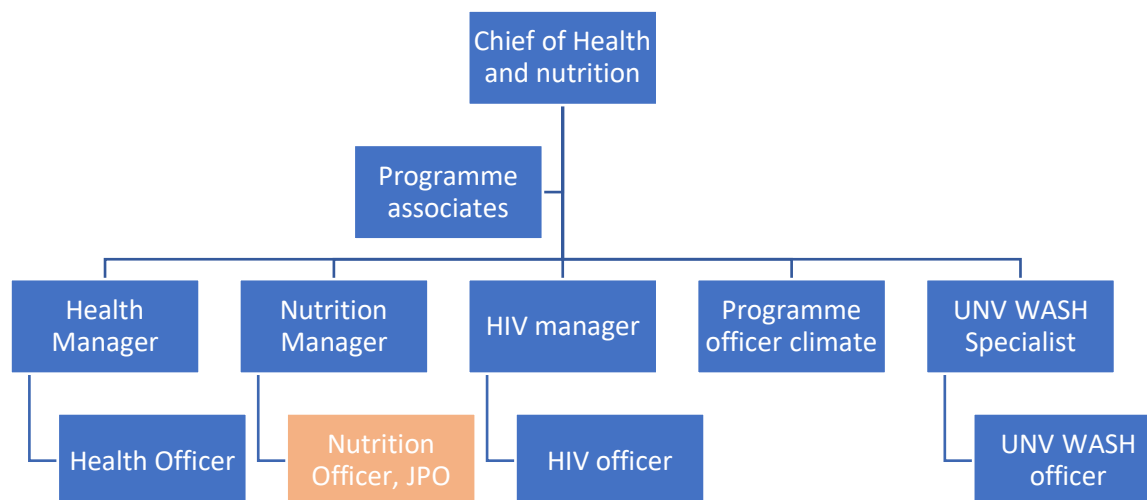 Chief of Health
and nutrition
Programme
associates
Health
Manager
Nutrition
Manager
HIV manager
Programme
officer climate
UNV WASH
Specialist
Health Officer
Nutrition
Officer, JPO
HIV officer
UNV WASH
officer